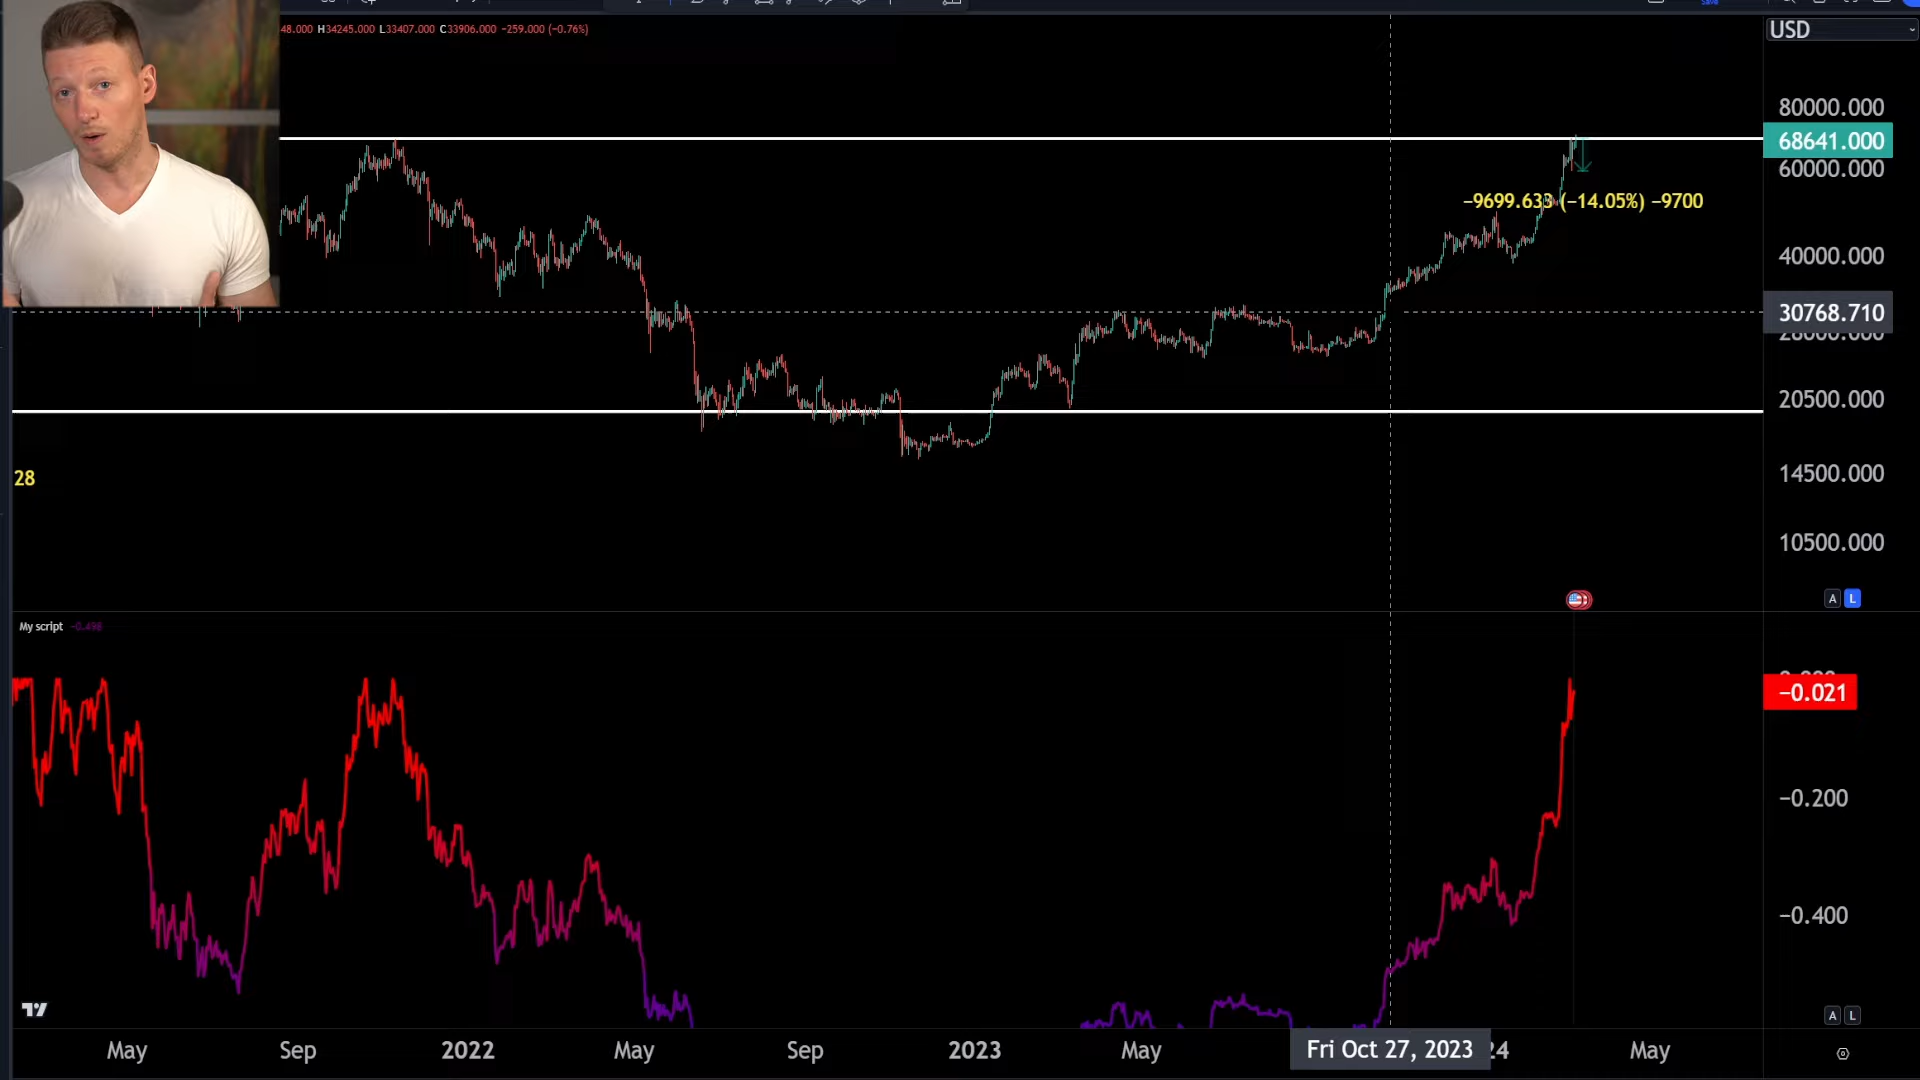 48.000 H34245.000 L33407.000 C33906.000 −259.000 (−0.76%)
USD
80000.000
68641.000
60000.000
−9699.633 (−14.05%) −9700
40000.000
30768.710
28000.000
20500.000
28
14500.000
10500.000
A L
My script −0.498
−0.021
−0.200
−0.400
A L
May Sep 2022 May Sep 2023 May Fri Oct 27, 2023 24 May